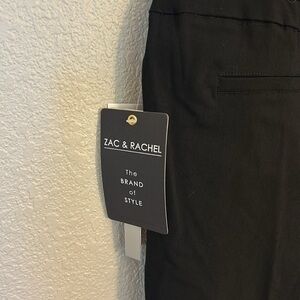 ZAC & RACHEL
The
BRAND
of
STYLE